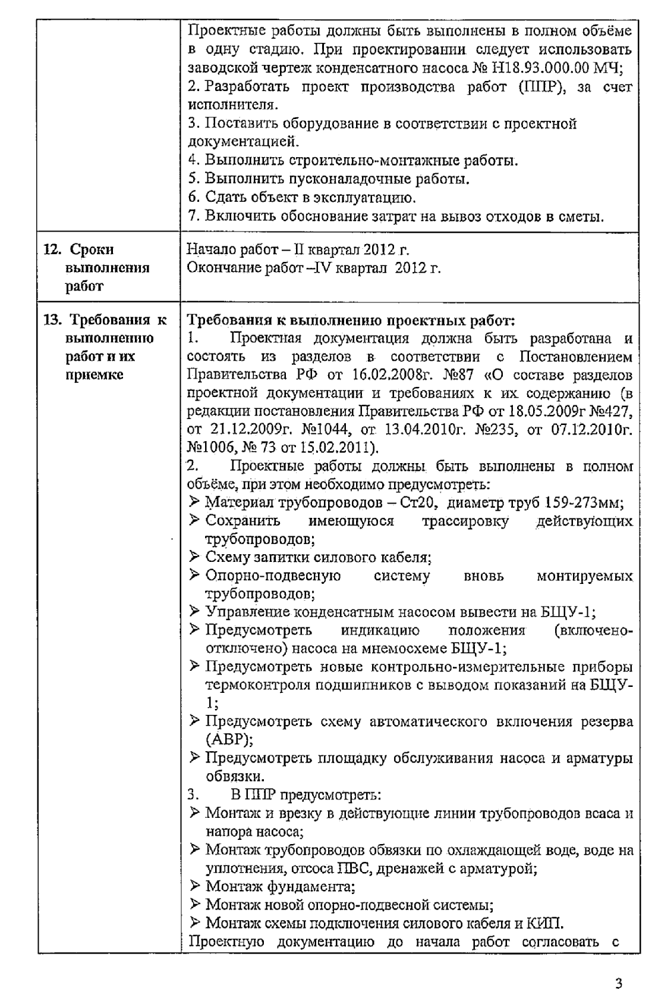 Проектные работы должны быть выполнены в полном объёме
в одну стадию. При проектировании следует использовать
заводской чертеж конденсатного насоса № Н18.93.000.00 МЧ;
2. Разработать проект производства работ (ППР), за счет
исполнителя.
3. Поставить оборудование в соответствии с проектной
документацией.
4. Выполнить строительно-монтажные работы.
5. Выполнить пусконаладочные работы.
6. Сдать объект в эксплуатацию.
7. Включить обоснование затрат на вывоз отходов в сметы.
12. Сроки
выполнения
работ
Начало работ – II квартал 2012 г.
Окончание работ –IV квартал 2012 г.
13. Требования к
выполнению
работ и их
приемке
Требования к выполнению проектных работ:
1. Проектная документация должна быть разработана и
состоять из разделов в соответствии с Постановлением
Правительства РФ от 16.02.2008г. №87 «О составе разделов
проектной документации и требованиях к их содержанию (в
редакции постановления Правительства РФ от 18.05.2009г №427,
от 21.12.2009г. №1044, от 13.04.2010г. №235, от 07.12.2010г.
№1006, № 73 от 15.02.2011).
2. Проектные работы должны быть выполнены в полном
объёме, при этом необходимо предусмотреть:
➢ Материал трубопроводов – Ст20, диаметр труб 159-273мм;
➢ Сохранить имеющуюся трассировку действующих
трубопроводов;
➢ Схему запитки силового кабеля;
➢ Опорно-подвесную систему вновь монтируемых
трубопроводов;
➢ Управление конденсатным насосом вывести на БЩУ-1;
➢ Предусмотреть индикацию положения (включено-
отключено) насоса на мнемосхеме БЩУ-1;
➢ Предусмотреть новые контрольно-измерительные приборы
термоконтроля подшипников с выводом показаний на БЩУ-
1;
➢ Предусмотреть схему автоматического включения резерва
(АВР);
➢ Предусмотреть площадку обслуживания насоса и арматуры
обвязки.
3. В ППР предусмотреть:
➢ Монтаж и врезку в действующие линии трубопроводов всаса и
напора насоса;
➢ Монтаж трубопроводов обвязки по охлаждающей воде, воде на
уплотнения, отсоса ПВС, дренажей с арматурой;
➢ Монтаж фундамента;
➢ Монтаж новой опорно-подвесной системы;
➢ Монтаж схемы подключения силового кабеля и КИП.
Проектную документацию до начала работ согласовать с
3